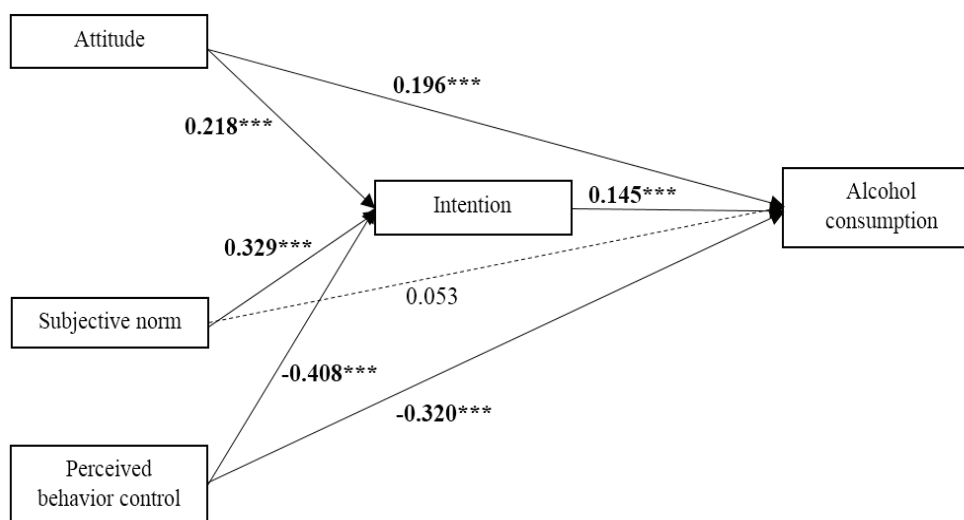 Attitude
0.196***
0.218***
Intention
0.145***
Alcohol
consumption
0.329***
0.053
Subjective norm
-0.408***
-0.320***
Perceived
behavior control